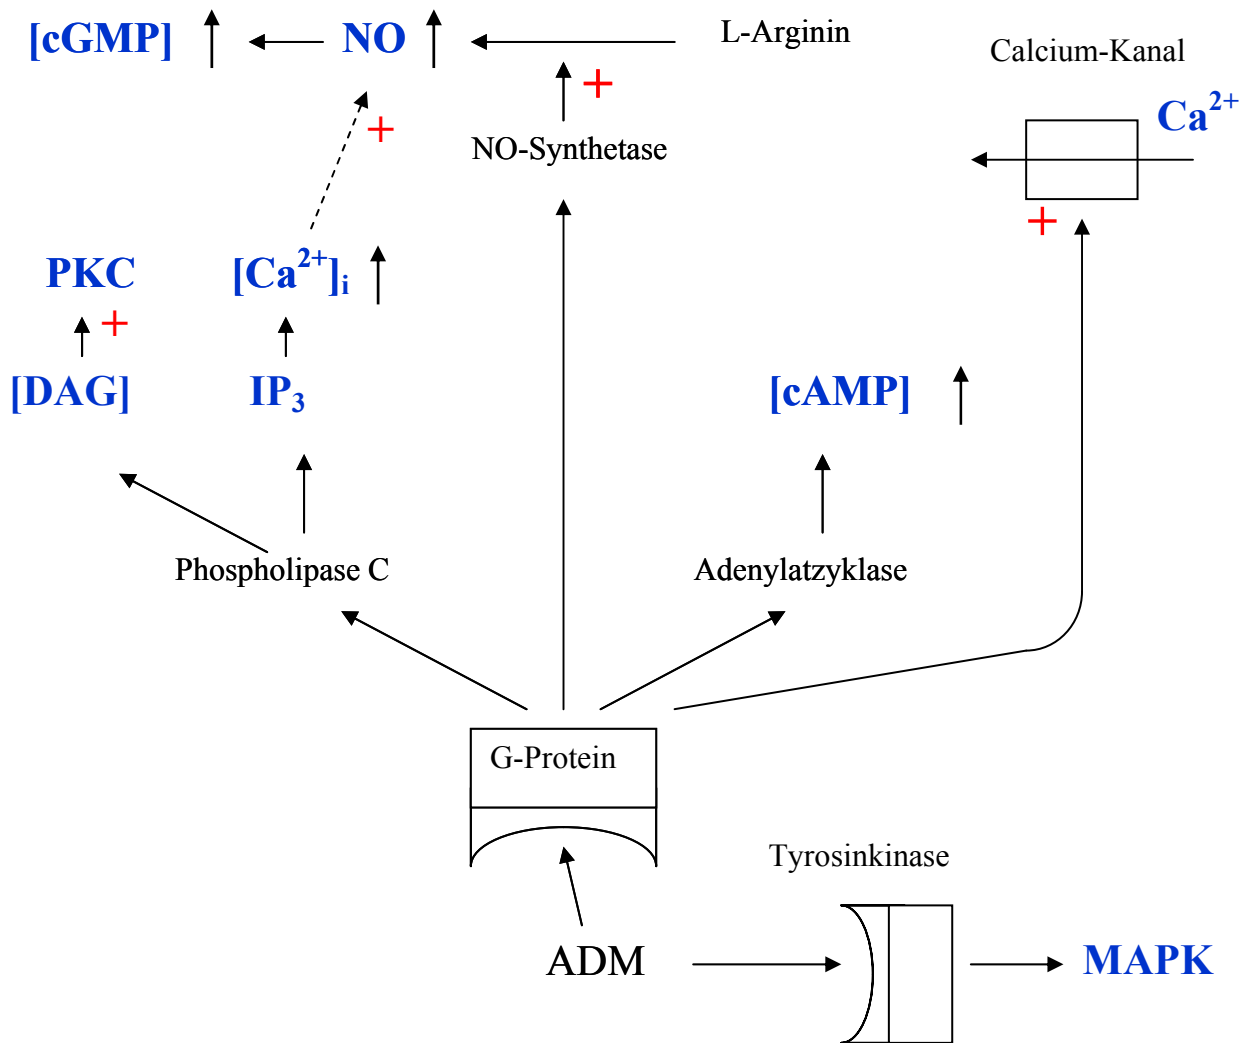 [cGMP]
NO
L-Arginin
Calcium-Kanal
Ca²⁺
+
+
NO-Synthetase
+
PKC
[Ca²⁺]ᵢ
+
[DAG]
IP₃
[cAMP]
Phospholipase C
Adenylatzyklase
G-Protein
Tyrosinkinase
ADM
MAPK